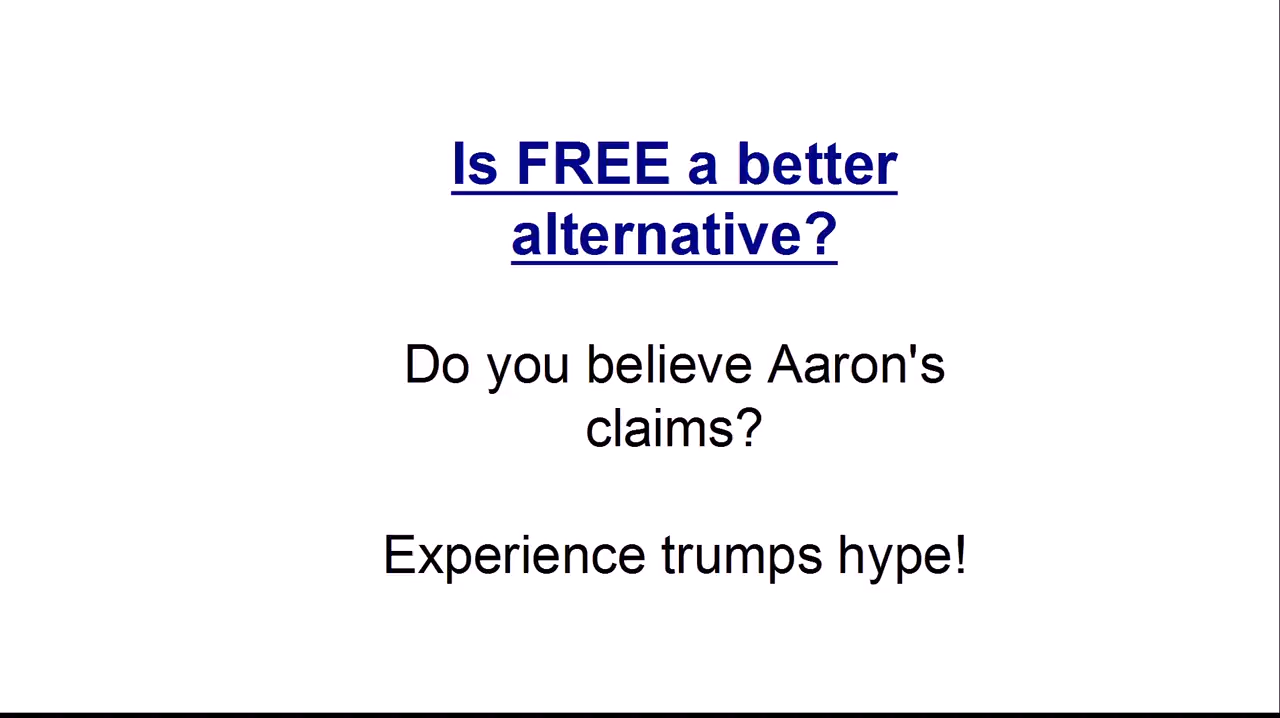 Is FREE a better
alternative?
Do you believe Aaron's
claims?
Experience trumps hype!